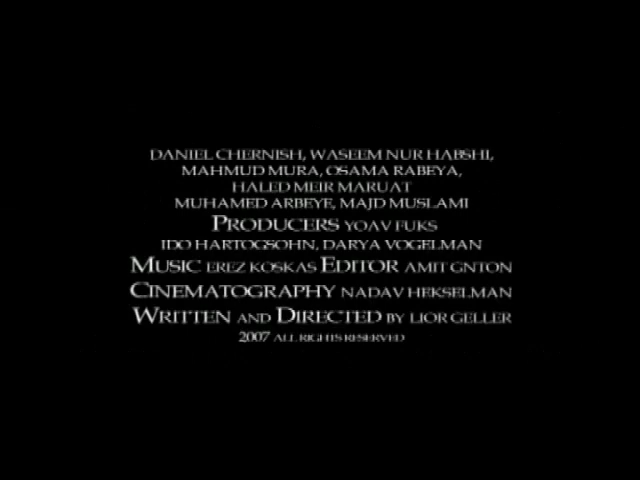 DANIEL CHERNISH, WASEEM NUR HABSHI,
MAHMUD MURA, OSAMA RABEYA,
HALED MEIR MARUAT
MUHAMED ARBEYE, MAJD MUSLAMI
PRODUCERS YOAV FUKS
IDO HARTOGSOHN, DARYA VOGELMAN
MUSIC EREZ KOSKAS EDITOR AMIT GNTON
CINEMATOGRAPHY NADAV HEKSELMAN
WRITTEN AND DIRECTED BY LIOR GELLER
2007 ALL RIGHTS RESERVED